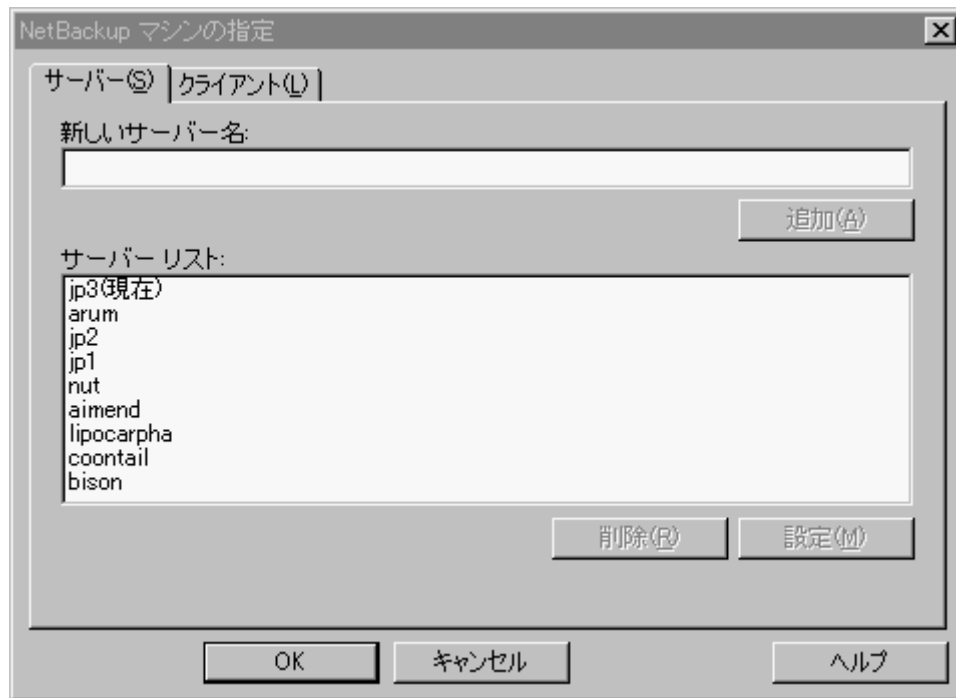 NetBackup マシンの指定
サーバー(S) クライアント(L)
新しいサーバー名:
追加(A)
サーバー リスト:
jp3(現在)
arum
jp2
jp1
nut
aimend
lipocarpha
coontail
bison
削除(R) 設定(M)
OK キャンセル ヘルプ